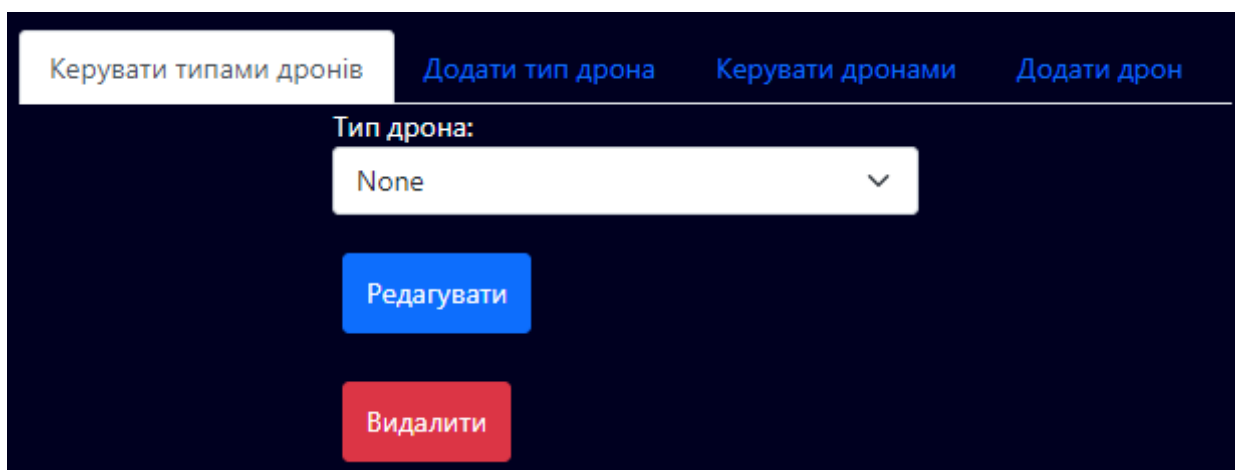 Керувати типами дронів Додати тип дрона Керувати дронами Додати дрон
Тип дрона:
None
Редагувати
Видалити